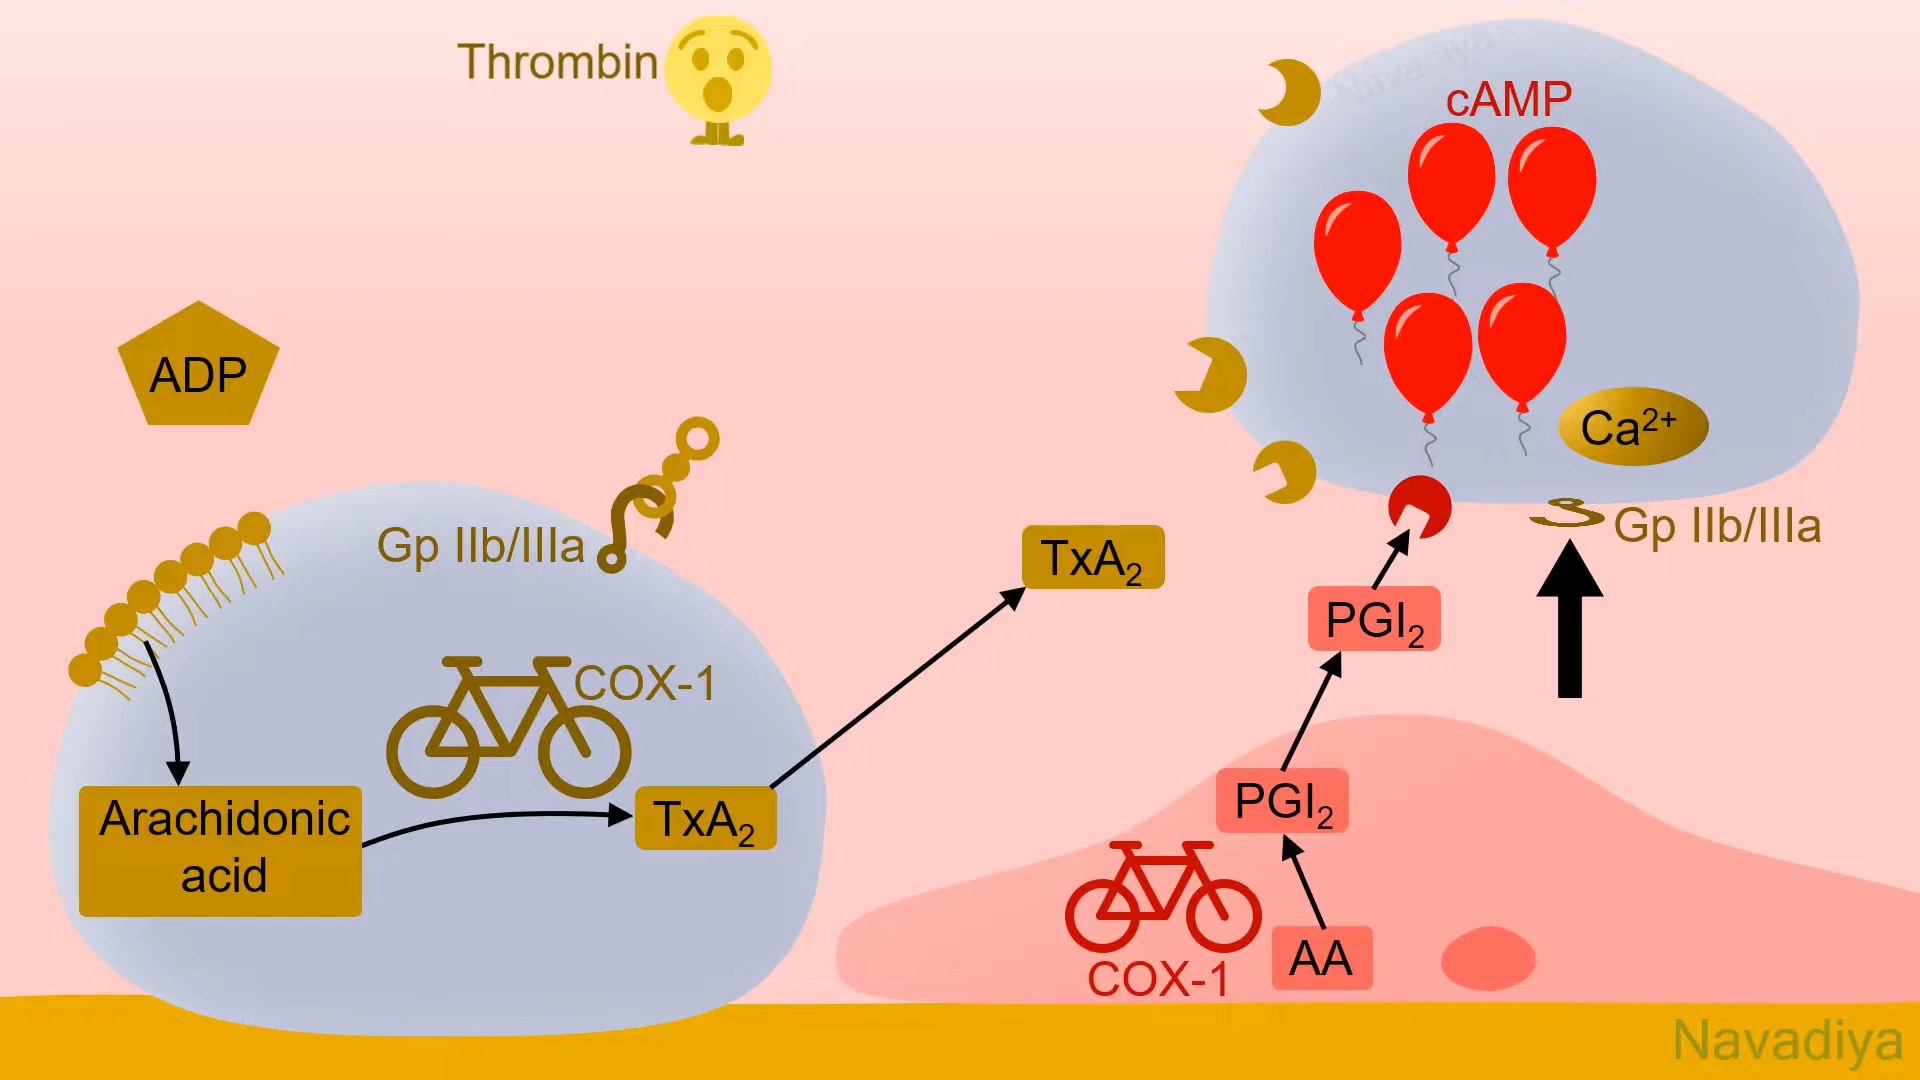 Thrombin
Navadiya
cAMP
ADP
Ca²⁺
Gp IIb/IIIa
Gp IIb/IIIa
TxA₂
PGI₂
COX-1
Arachidonic
acid
TxA₂
PGI₂
COX-1
AA
Navadiya